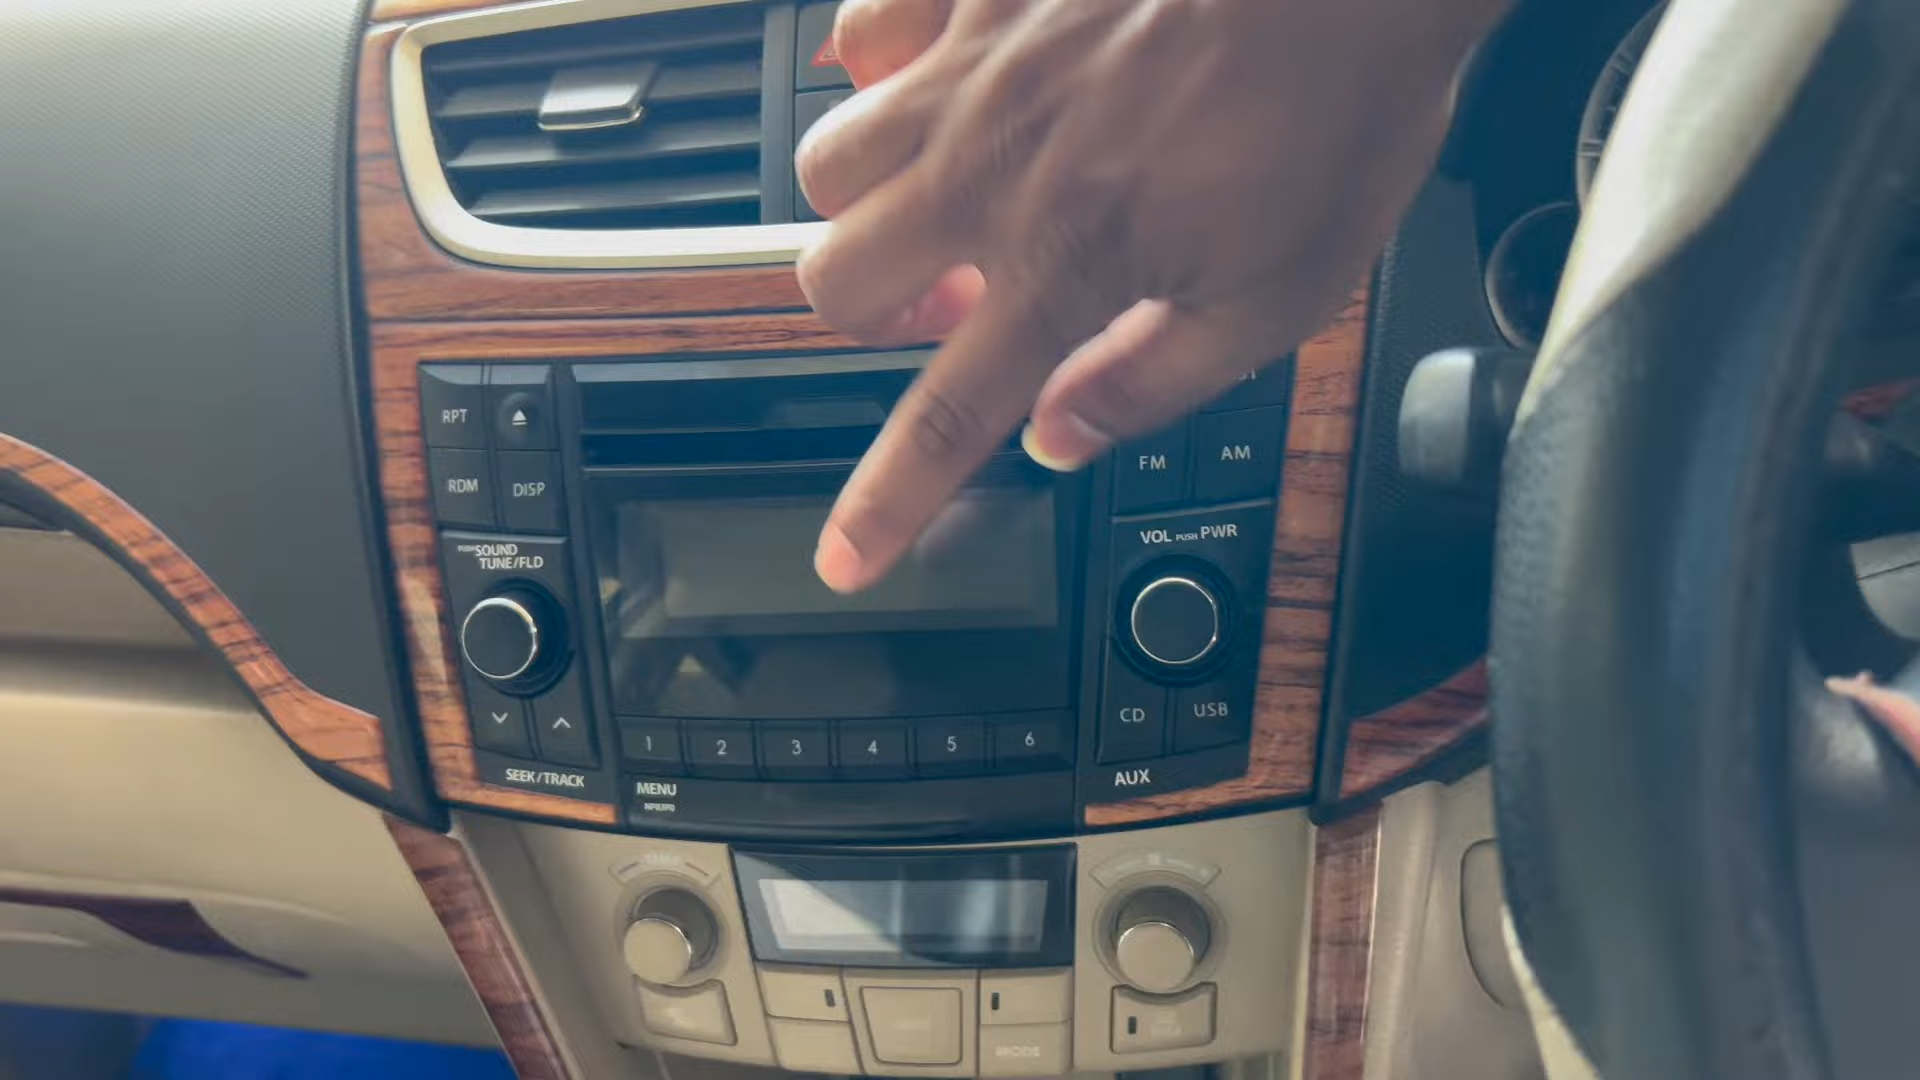 RPT
RDM
DISP
FM
AM
PUSH SOUND
TUNE/FLD
VOL PUSH PWR
CD
USB
1
2
3
4
5
6
SEEK/TRACK
MENU
AUX
MODE